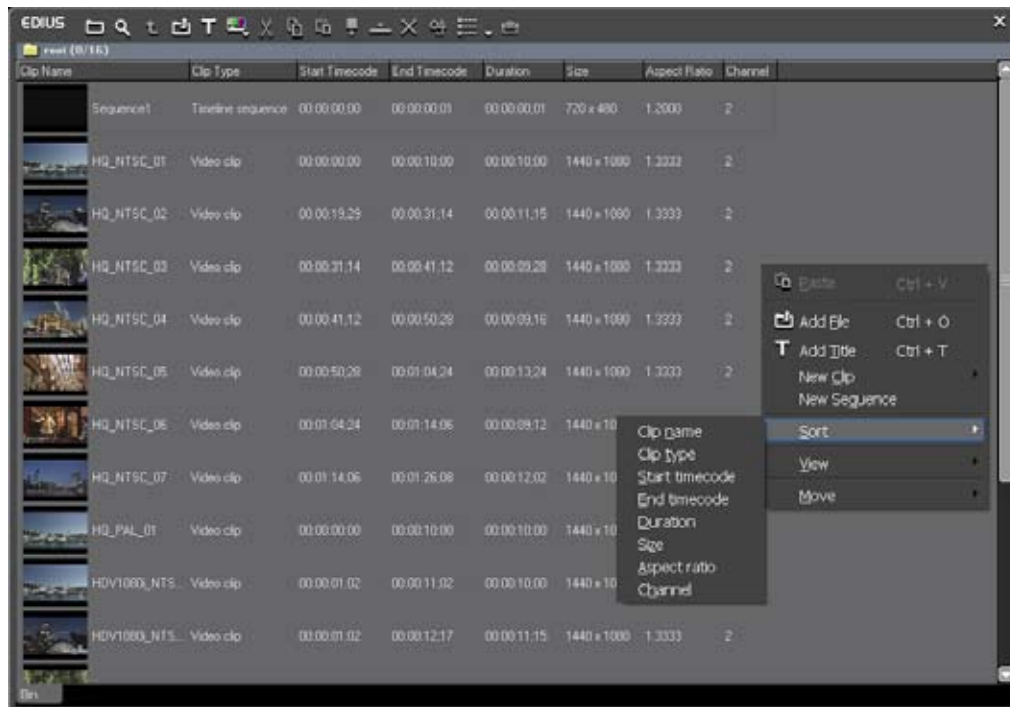 EDIUS
root (0/16)
Clip Name Clip Type Start Timecode End Timecode Duration Size Aspect Ratio Channel
Sequence1 Timeline sequence 00:00:00;00 00:00:00;01 00:00:00;01 720 x 480 1.2000 2
HQ_NTSC_01 Video clip 00:00:00;00 00:00:10;00 00:00:10;00 1440 x 1080 1.3333 2
HQ_NTSC_02 Video clip 00:00:19;29 00:00:31;14 00:00:11;15 1440 x 1080 1.3333 2
HQ_NTSC_03 Video clip 00:00:31;14 00:00:41;12 00:00:09;28 1440 x 1080 1.3333 2
HQ_NTSC_04 Video clip 00:00:41;12 00:00:50;28 00:00:09;16 1440 x 1080 1.3333 2
HQ_NTSC_05 Video clip 00:00:50;28 00:01:04;24 00:00:13;24 1440 x 1080 1.3333 2
HQ_NTSC_06 Video clip 00:01:04;24 00:01:14;06 00:00:09;12 1440 x 10
HQ_NTSC_07 Video clip 00:01:14;06 00:01:26;08 00:00:12;02 1440 x 10
HQ_PAL_01 Video clip 00:00:00:00 00:00:10:00 00:00:10:00 1440 x 10
HDV1080i_NTS... Video clip 00:00:01;02 00:00:11;02 00:00:10;00 1440 x 10
HDV1080i_NTS... Video clip 00:00:01;02 00:00:12;17 00:00:11;15 1440 x 1080 1.3333 2
Bin
Paste Ctrl + V
Add File Ctrl + O
Add Title Ctrl + T
New Clip
New Sequence
Sort
View
Move
Clip name
Clip type
Start timecode
End timecode
Duration
Size
Aspect ratio
Channel